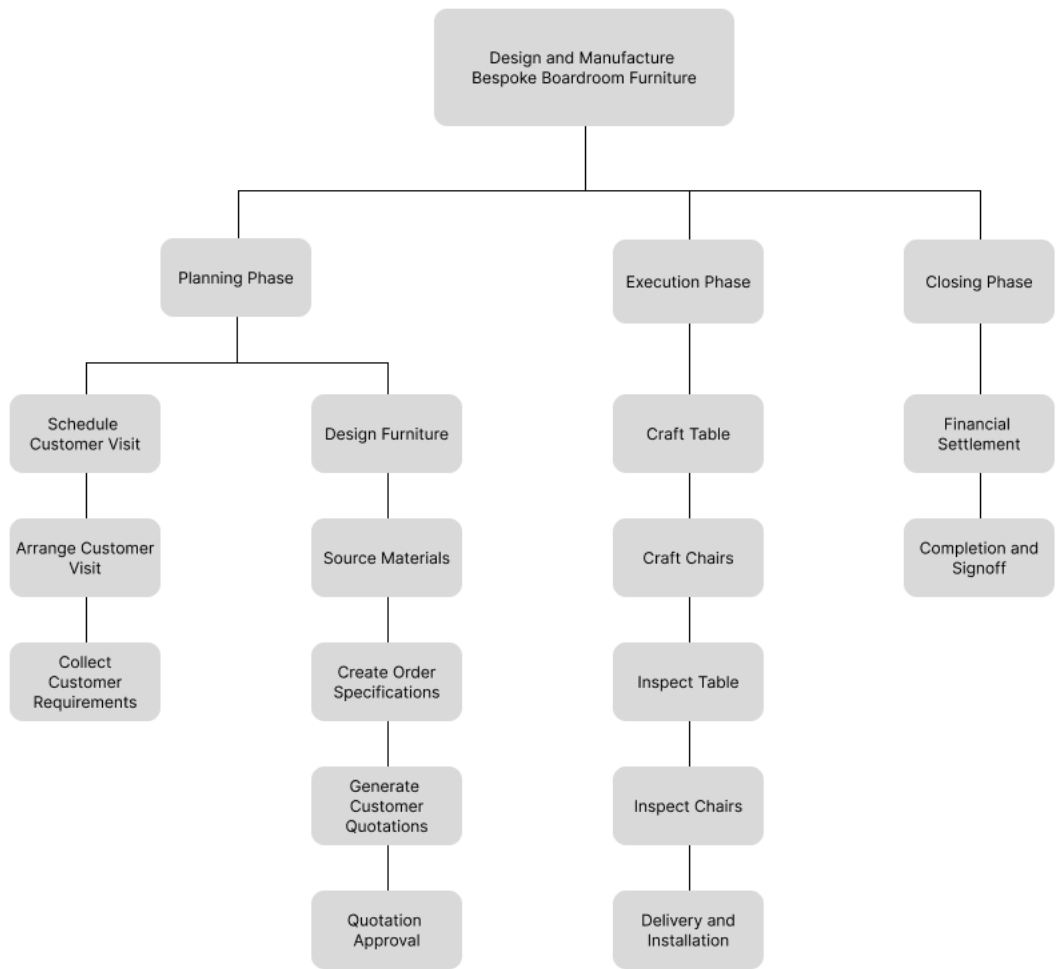 Design and Manufacture
Bespoke Boardroom Furniture
Planning Phase
Execution Phase
Closing Phase
Schedule
Customer Visit
Design Furniture
Craft Table
Financial
Settlement
Arrange Customer
Visit
Source Materials
Craft Chairs
Completion and
Signoff
Collect
Customer
Requirements
Create Order
Specifications
Inspect Table
Generate
Customer
Quotations
Inspect Chairs
Quotation
Approval
Delivery and
Installation